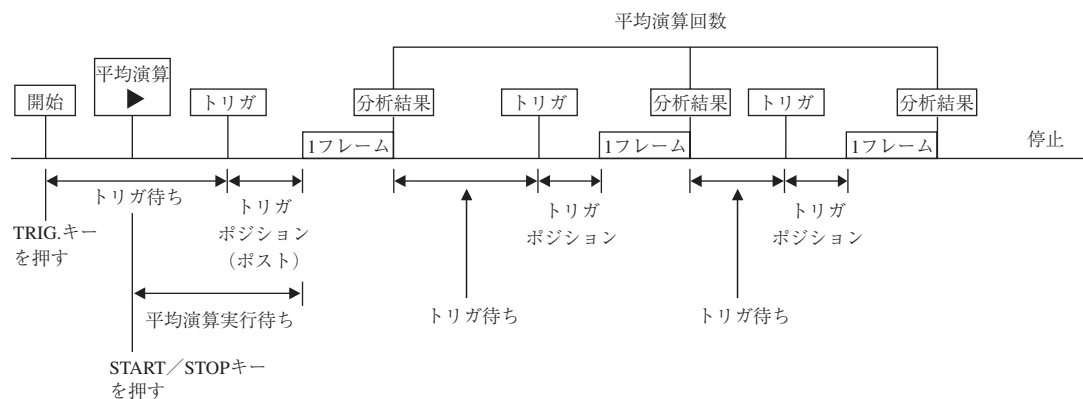 平均演算回数
平均演算
開始
トリガ
分析結果
トリガ
分析結果
トリガ
分析結果
1フレーム
1フレーム
1フレーム
停止
トリガ待ち
トリガ
ポジション
（ポスト）
トリガ
ポジション
トリガ
ポジション
TRIG.キー
を押す
平均演算実行待ち
トリガ待ち
トリガ待ち
START／STOPキー
を押す